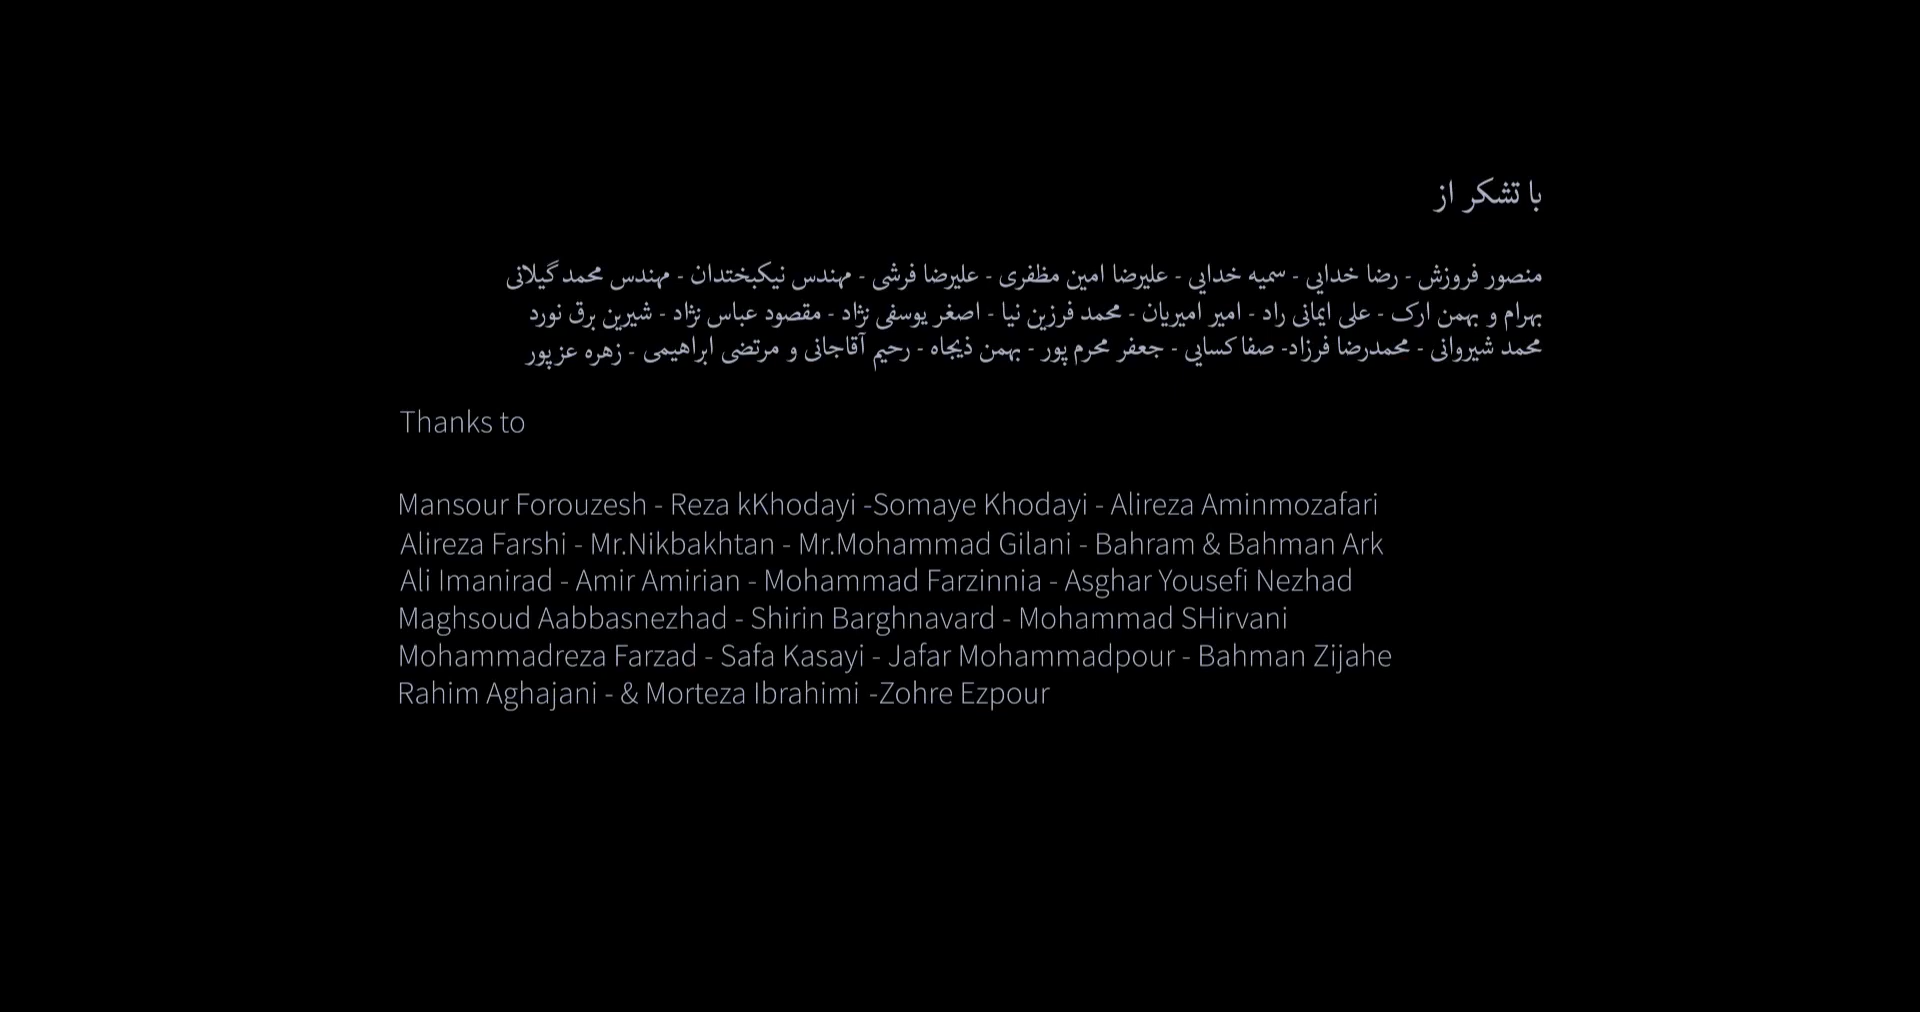 با تشکر از
منصور فروزش - رضا خدایی - سمیه خدایی - علیرضا امین مظفری - علیرضا فرشی - مهندس نیکبختدان - مهندس محمد گیلانی
بهرام و بهمن ارک - علی ایمانی راد - امیر امیریان - محمد فرزین نیا - اصغر یوسفی نژاد - مقصود عباس نژاد - شیرین برق نورد
محمد شیروانی - محمدرضا فرزاد- صفا کسایی - جعفر محرم پور - بهمن ذیجاه - رحیم آقاجانی و مرتضی ابراهیمی - زهره عزپور
Thanks to
Mansour Forouzesh - Reza kKhodayi -Somaye Khodayi - Alireza Aminmozafari
Alireza Farshi - Mr.Nikbakhtan - Mr.Mohammad Gilani - Bahram & Bahman Ark
Ali Imanirad - Amir Amirian - Mohammad Farzinnia - Asghar Yousefi Nezhad
Maghsoud Aabbasnezhad - Shirin Barghnavard - Mohammad SHirvani
Mohammadreza Farzad - Safa Kasayi - Jafar Mohammadpour - Bahman Zijahe
Rahim Aghajani - & Morteza Ibrahimi -Zohre Ezpour